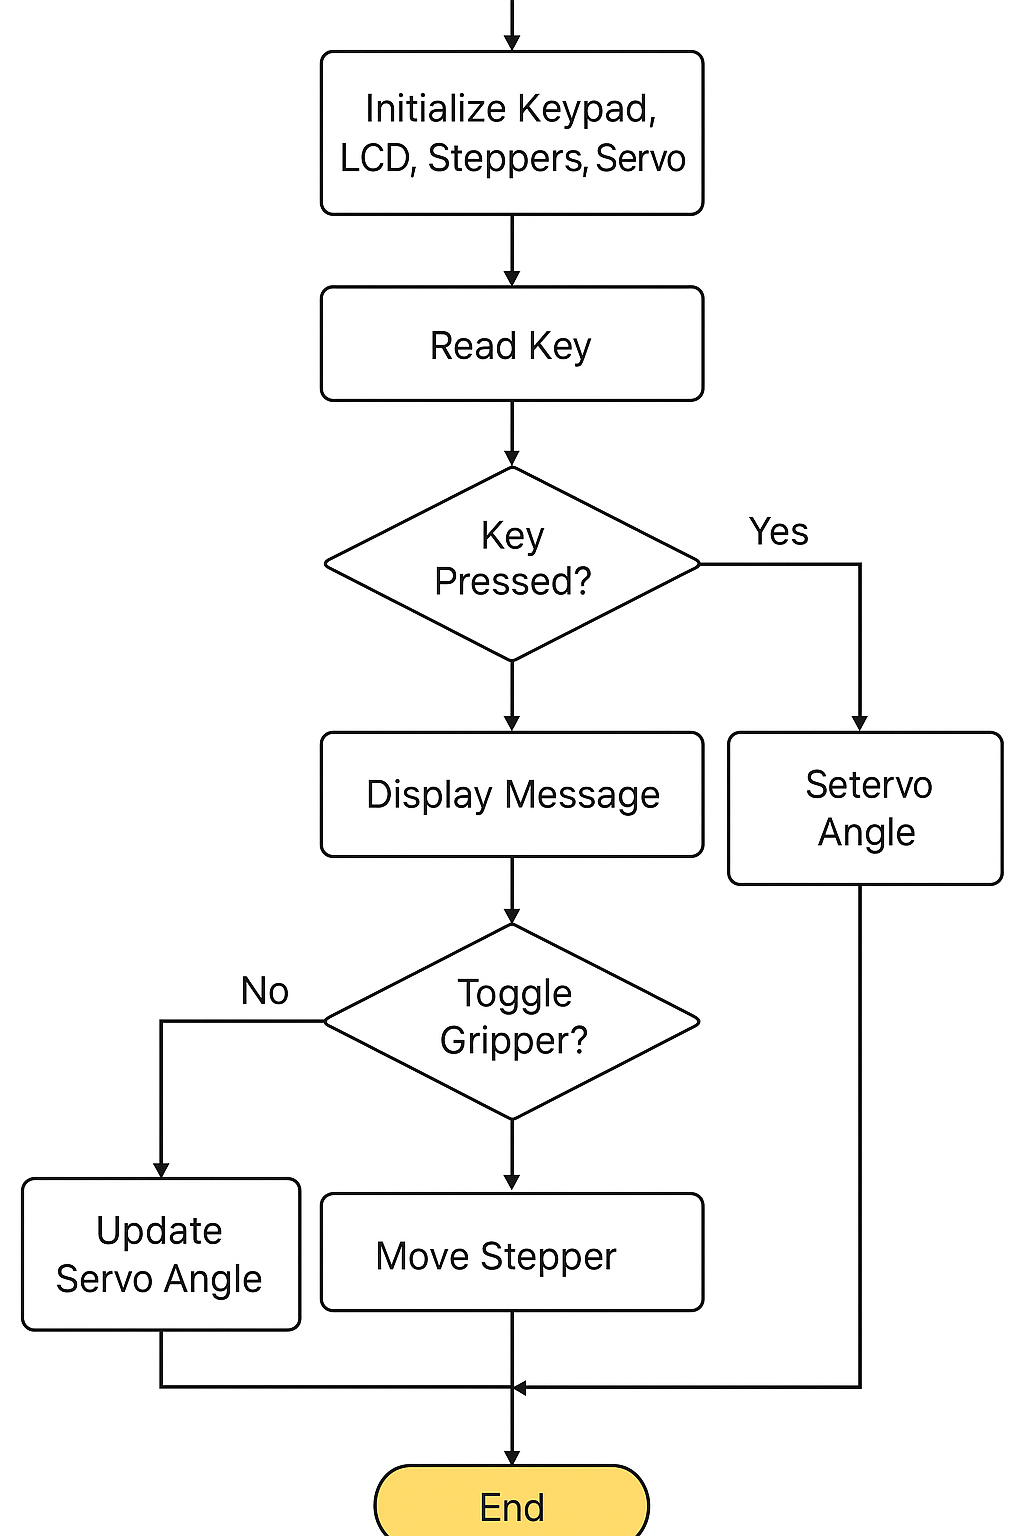 Initialize Keypad,
LCD, Steppers, Servo
Read Key
Key
Pressed?
Yes
Display Message
Setervo
Angle
No
Toggle
Gripper?
Update
Servo Angle
Move Stepper
End